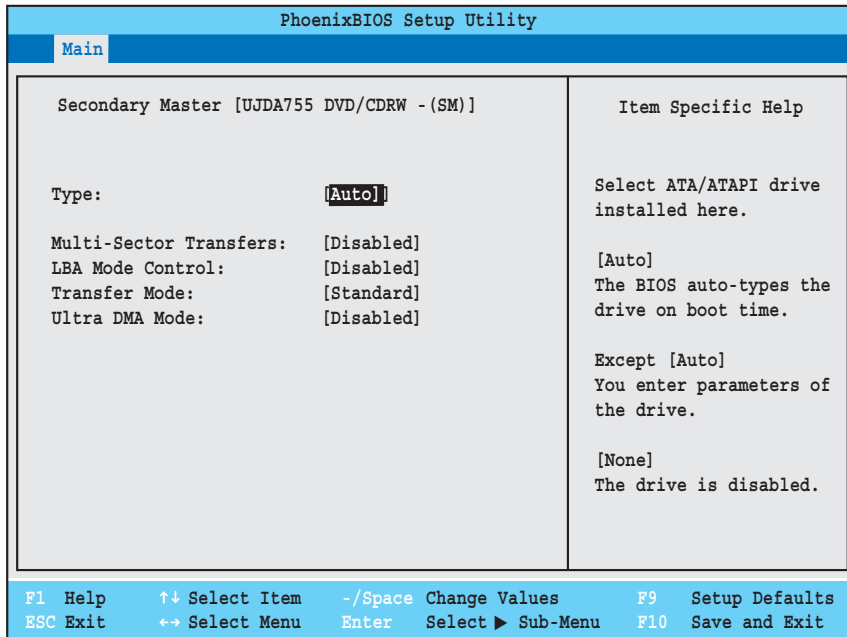 PhoenixBIOS Setup Utility
Main
Secondary Master [UJDA755 DVD/CDRW -(SM)]
Type: [Auto]]
Multi-Sector Transfers: [Disabled]
LBA Mode Control: [Disabled]
Transfer Mode: [Standard]
Ultra DMA Mode: [Disabled]
Item Specific Help
Select ATA/ATAPI drive
installed here.
[Auto]
The BIOS auto-types the
drive on boot time.
Except [Auto]
You enter parameters of
the drive.
[None]
The drive is disabled.
F1 Help ↑↓ Select Item -/Space Change Values F9 Setup Defaults
ESC Exit ←→ Select Menu Enter Select ▶ Sub-Menu F10 Save and Exit